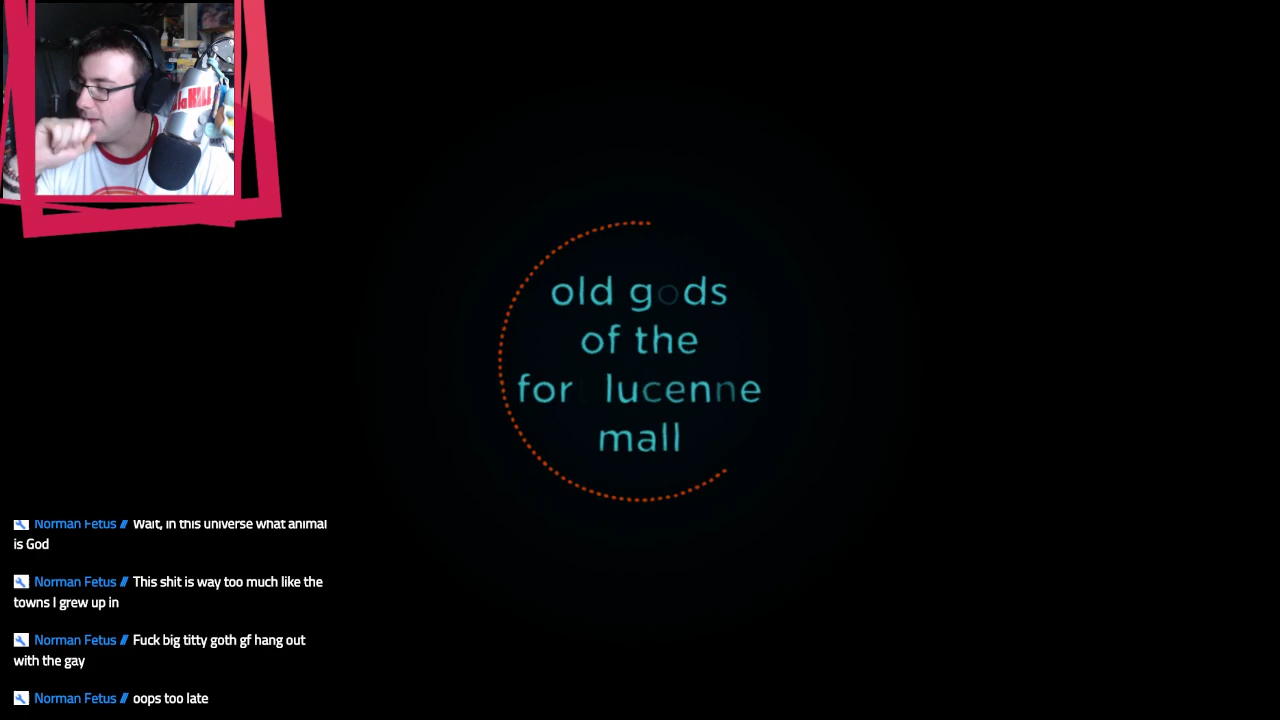 old gods
of the
for lucenne
mall
Norman Fetus // Wait, in this universe what animal
is God
Norman Fetus // This shit is way too much like the
towns I grew up in
Norman Fetus // Fuck big titty goth gf hang out
with the gay
Norman Fetus // oops too late